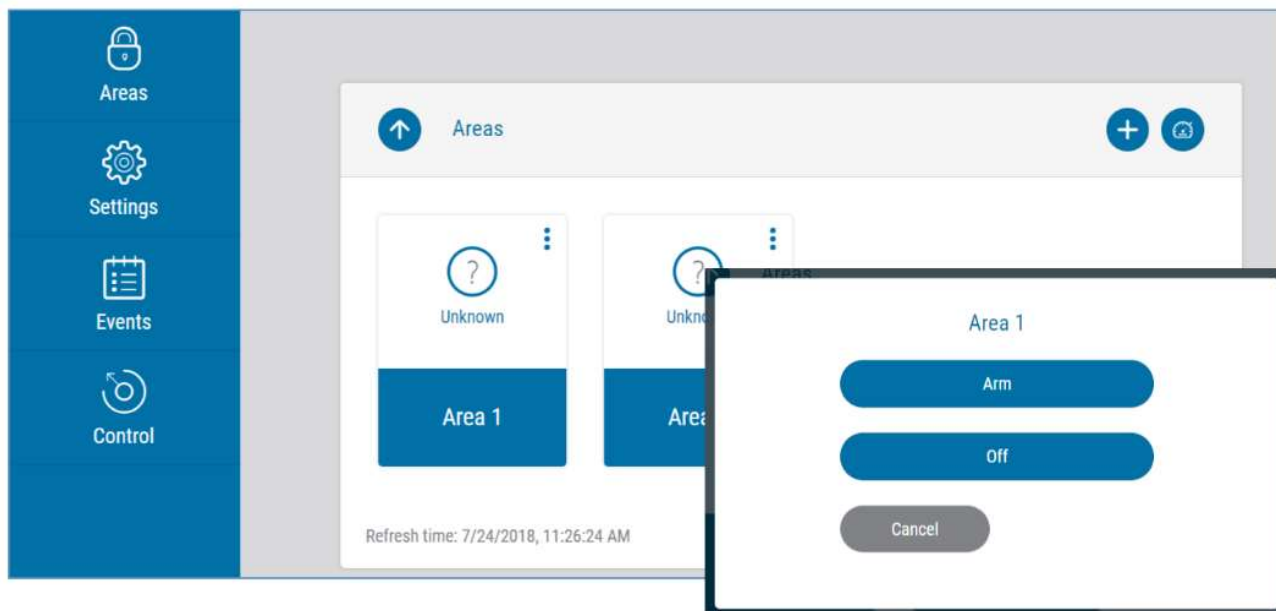 Areas
Settings
Events
Control
Areas
Unknown
Area 1
Refresh time: 7/24/2018, 11:26:24 AM
Areas
Area 1
Arm
Off
Cancel